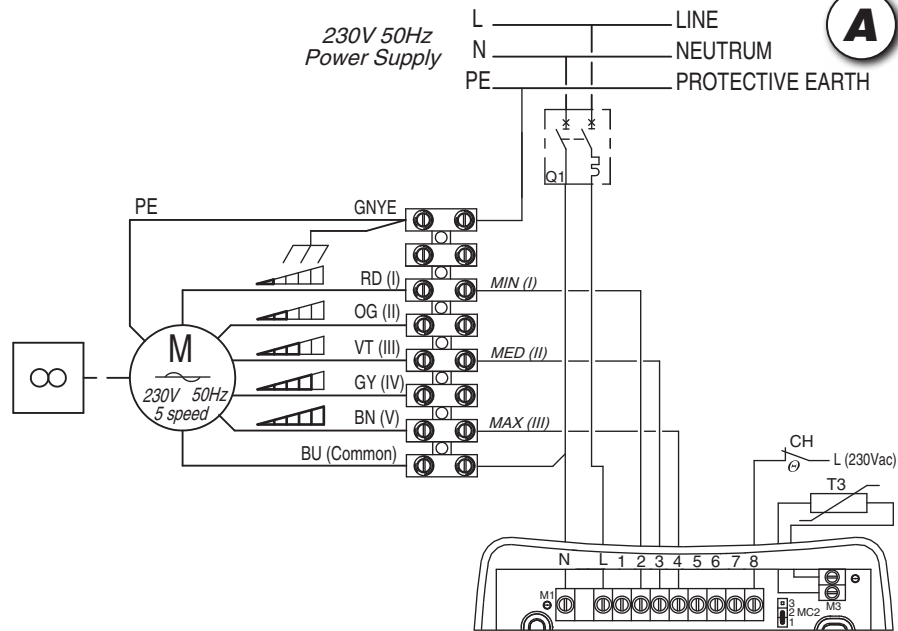 L LINE
A
230V 50Hz
Power Supply
N NEUTRUM
PE PROTECTIVE EARTH
Q1
PE GNYE
RD (I) MIN (I)
OG (II)
VT (III) MED (II)
GY (IV)
BN (V) MAX (III)
BU (Common)
M
230V 50Hz
5 speed
CH
L (230Vac)
T3
N L 1 2 3 4 5 6 7 8
M1
3
2 MC2
1
M3